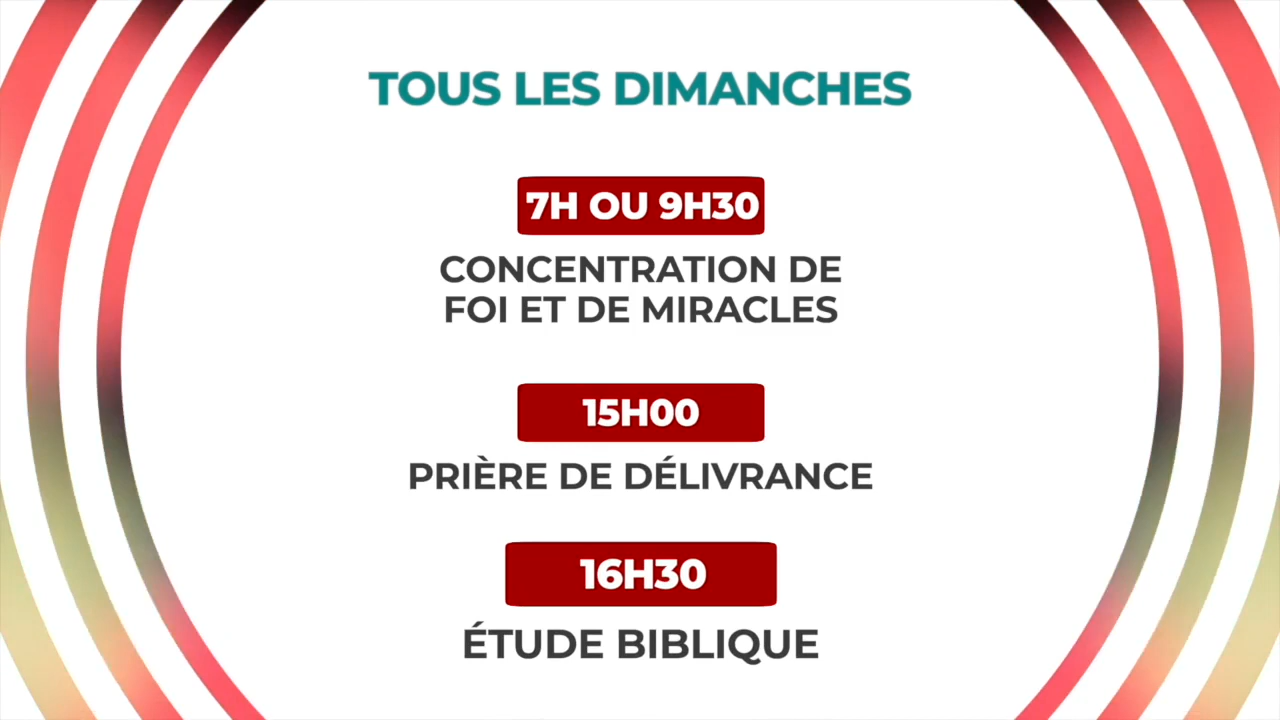 TOUS LES DIMANCHES
7H OU 9H30
CONCENTRATION DE
FOI ET DE MIRACLES
15H00
PRIÈRE DE DÉLIVRANCE
16H30
ÉTUDE BIBLIQUE